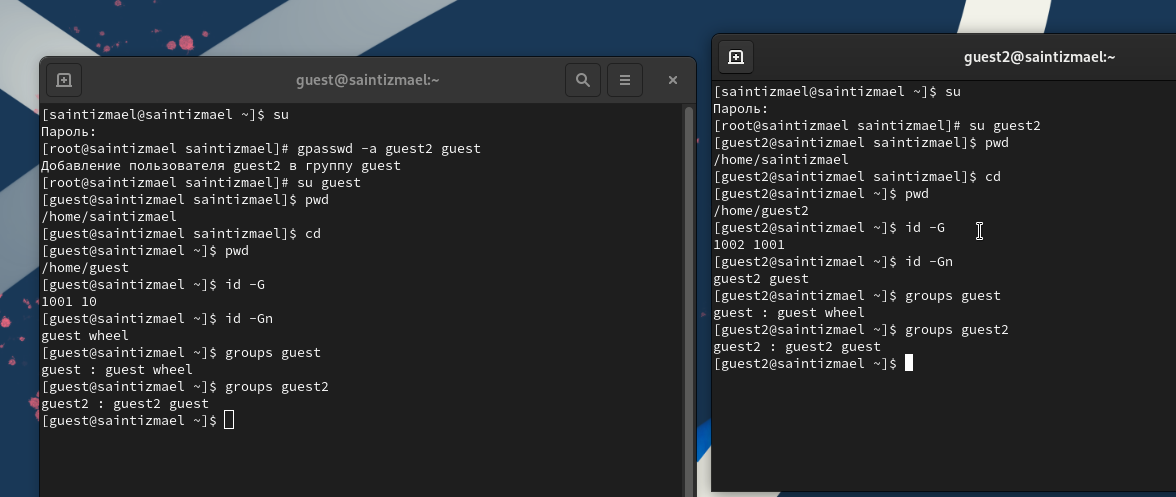 guest@saintizmael:~
[saintizmael@saintizmael ~]$ su
Пароль:
[root@saintizmael saintizmael]# gpasswd -a guest2 guest
Добавление пользователя guest2 в группу guest
[root@saintizmael saintizmael]# su guest
[guest@saintizmael saintizmael]$ pwd
/home/saintizmael
[guest@saintizmael saintizmael]$ cd
[guest@saintizmael ~]$ pwd
/home/guest
[guest@saintizmael ~]$ id -G
1001 10
[guest@saintizmael ~]$ id -Gn
guest wheel
[guest@saintizmael ~]$ groups guest
guest : guest wheel
[guest@saintizmael ~]$ groups guest2
guest2 : guest2 guest
[guest@saintizmael ~]$
guest2@saintizmael:~
[saintizmael@saintizmael ~]$ su
Пароль:
[root@saintizmael saintizmael]# su guest2
[guest2@saintizmael saintizmael]$ pwd
/home/saintizmael
[guest2@saintizmael saintizmael]$ cd
[guest2@saintizmael ~]$ pwd
/home/guest2
[guest2@saintizmael ~]$ id -G
1002 1001
[guest2@saintizmael ~]$ id -Gn
guest2 guest
[guest2@saintizmael ~]$ groups guest
guest : guest wheel
[guest2@saintizmael ~]$ groups guest2
guest2 : guest2 guest
[guest2@saintizmael ~]$